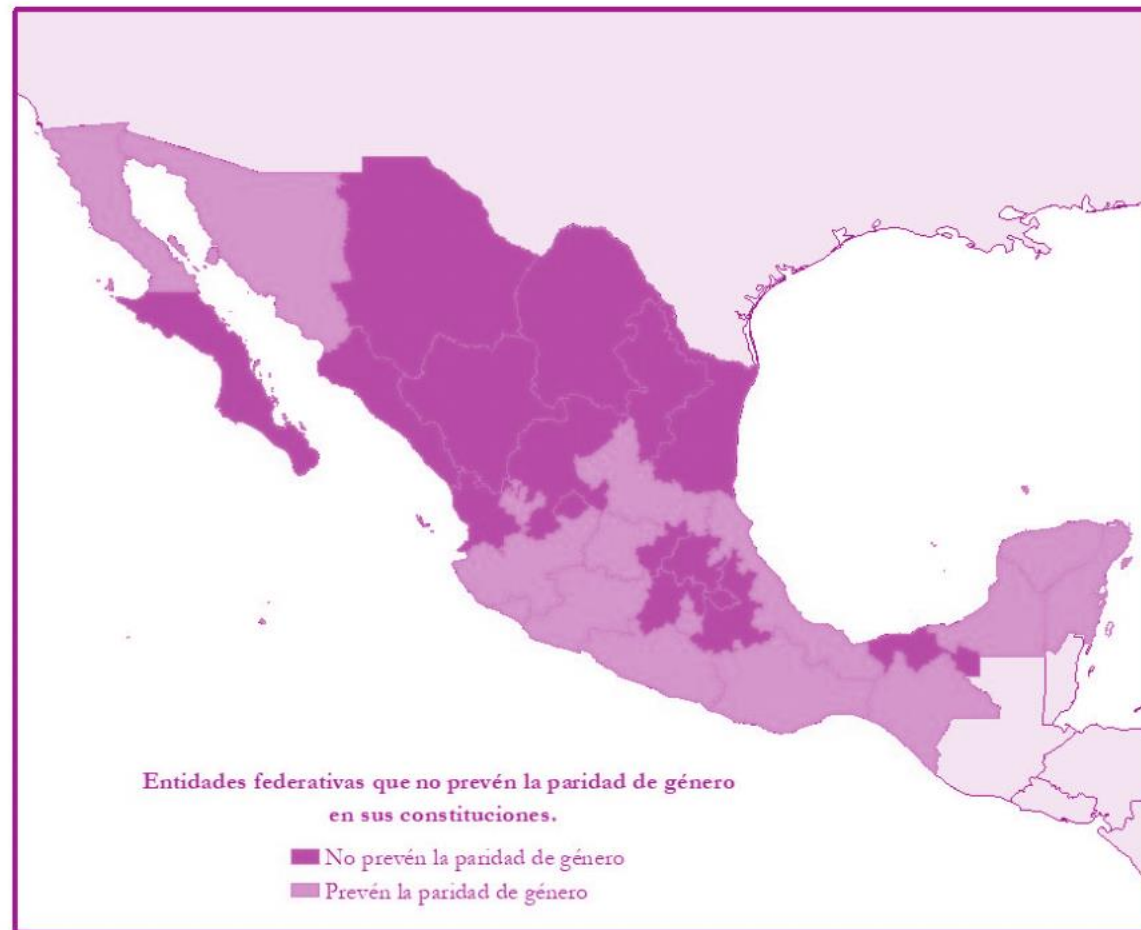 Entidades federativas que no prevén la paridad de género
en sus constituciones.
No prevén la paridad de género
Prevén la paridad de género